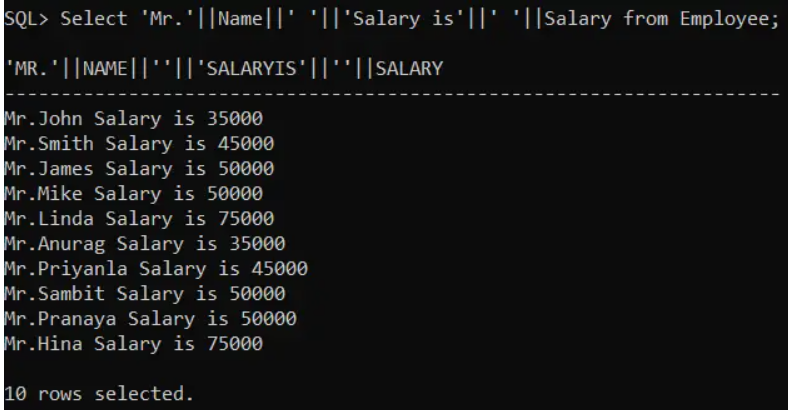 SQL> Select 'Mr.'||Name||' '||'Salary is'||' '||Salary from Employee;
'MR.'||NAME||''||'SALARYIS'||''||SALARY
--------------------------------------------------------------------
Mr.John Salary is 35000
Mr.Smith Salary is 45000
Mr.James Salary is 50000
Mr.Mike Salary is 50000
Mr.Linda Salary is 75000
Mr.Anurag Salary is 35000
Mr.Priyanla Salary is 45000
Mr.Sambit Salary is 50000
Mr.Pranaya Salary is 50000
Mr.Hina Salary is 75000
10 rows selected.